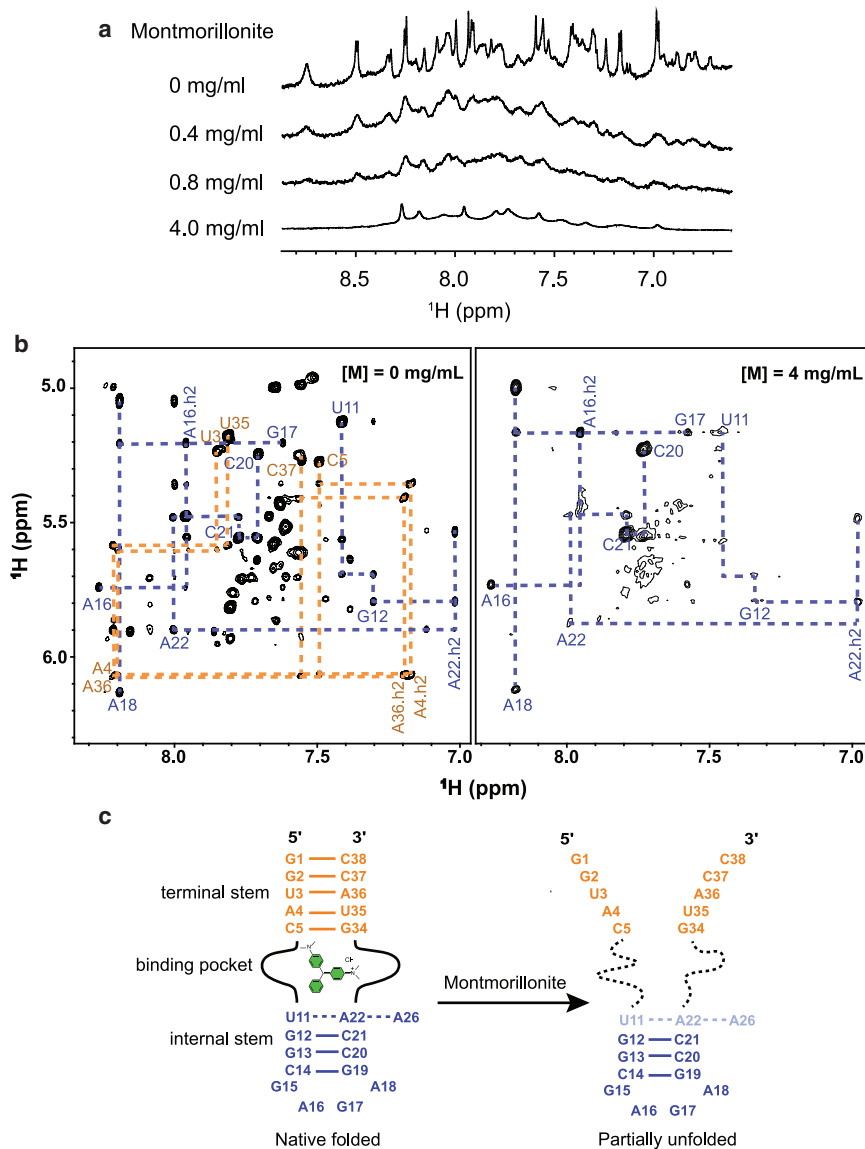 a
Montmorillonite
0 mg/ml
0.4 mg/ml
0.8 mg/ml
4.0 mg/ml
8.5 8.0 7.5 7.0
¹H (ppm)
b
[M] = 0 mg/mL
[M] = 4 mg/mL
5.0
5.5
6.0
¹H (ppm)
A16.h2
U3
U35
C20
C37
C5
U11
C21
A16
A22
G12
A4
A36
A18
A36.h2
A4.h2
A22.h2
8.0 7.5 7.0
G17
A16.h2
G17
U11
C20
C21
A16
A22
G12
A18
A22.h2
8.0 7.5 7.0
¹H (ppm)
c
5' 3'
G1 C38
G2 C37
U3 A36
A4 U35
C5 G34
terminal stem
binding pocket
Cl-
N
N+
U11 A22 A26
G12 C21
G13 C20
C14 G19
G15 A18
A16 G17
internal stem
Native folded
Montmorillonite
5' 3'
G1 C38
G2 C37
U3 A36
A4 U35
C5 G34
U11 A22 A26
G12 C21
G13 C20
C14 G19
G15 A18
A16 G17
Partially unfolded